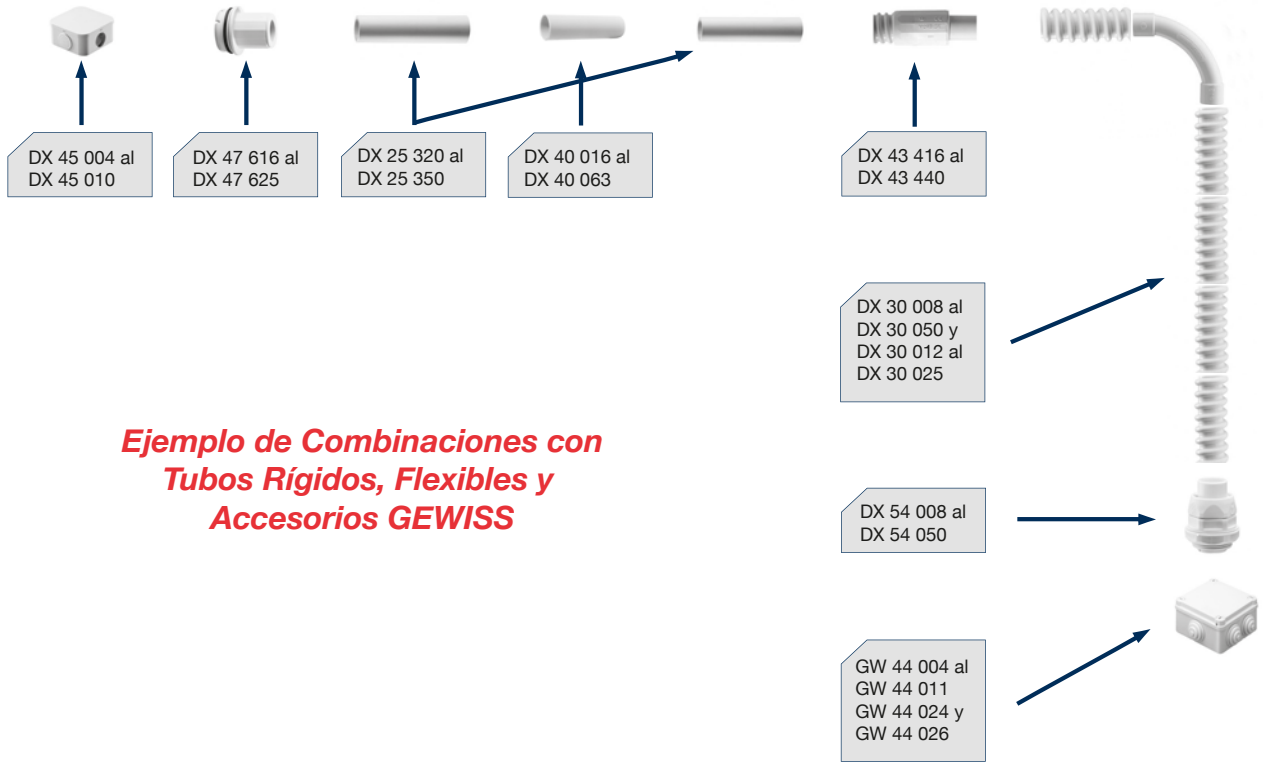 DX 45 004 al
DX 45 010
DX 47 616 al
DX 47 625
DX 25 320 al
DX 25 350
DX 40 016 al
DX 40 063
DX 43 416 al
DX 43 440
DX 30 008 al
DX 30 050 y
DX 30 012 al
DX 30 025
Ejemplo de Combinaciones con
Tubos Rígidos, Flexibles y
Accesorios GEWISS
DX 54 008 al
DX 54 050
GW 44 004 al
GW 44 011
GW 44 024 y
GW 44 026